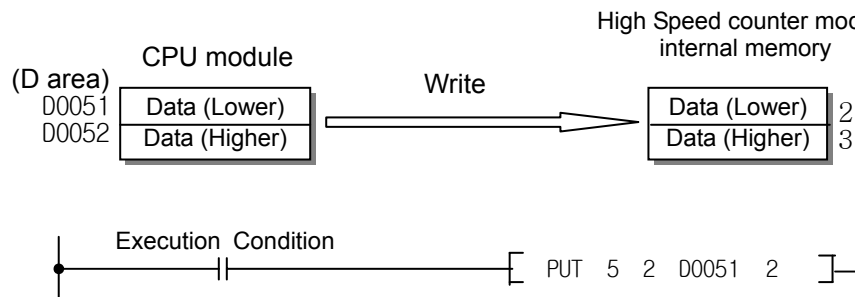 High Speed counter mod
internal memory
CPU module
(D area)
Write
D0051 Data (Lower) Data (Lower) 2
D0052 Data (Higher) Data (Higher) 3
Execution Condition
PUT 5 2 D0051 2